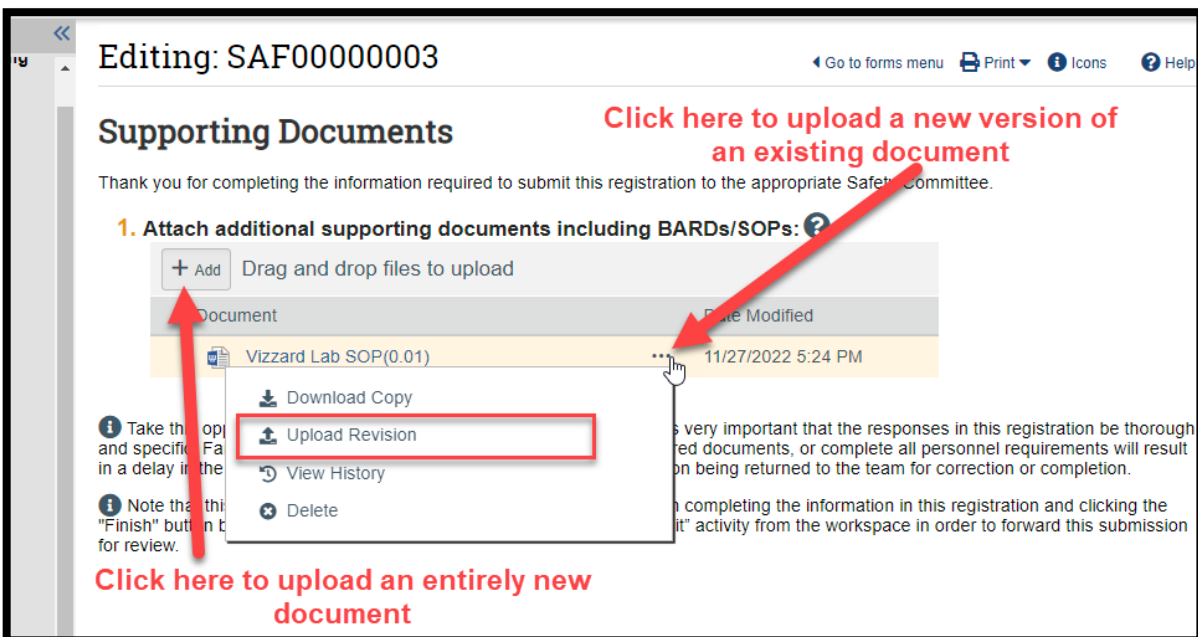 Editing: SAF00000003
Go to forms menu Print Icons Help
Supporting Documents
Click here to upload a new version of
an existing document
Thank you for completing the information required to submit this registration to the appropriate Safety Committee.
1. Attach additional supporting documents including BARDs/SOPs:
+ Add Drag and drop files to upload
Document Date Modified
Vizzard Lab SOP(0.01) ... 11/27/2022 5:24 PM
Download Copy
Upload Revision
View History
Delete
Take this opp very important that the responses in this registration be thorough
and specific. Fa red documents, or complete all personnel requirements will result
in a delay in the on being returned to the team for correction or completion.
Note that thi completing the information in this registration and clicking the
"Finish" button b it" activity from the workspace in order to forward this submission
for review.
Click here to upload an entirely new
document